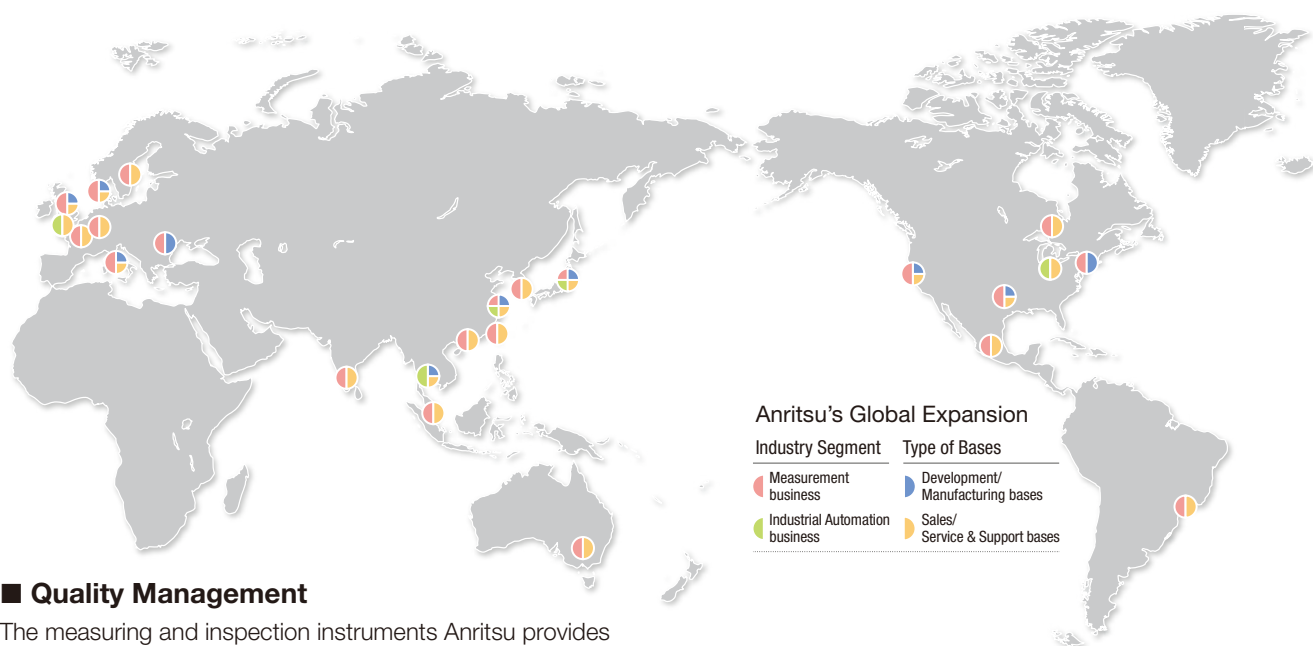 Anritsu’s Global Expansion
Industry Segment
Type of Bases
Measurement
business
Development/
Manufacturing bases
Industrial Automation
business
Sales/
Service & Support bases
■ Quality Management
The measuring and inspection instruments Anritsu provides